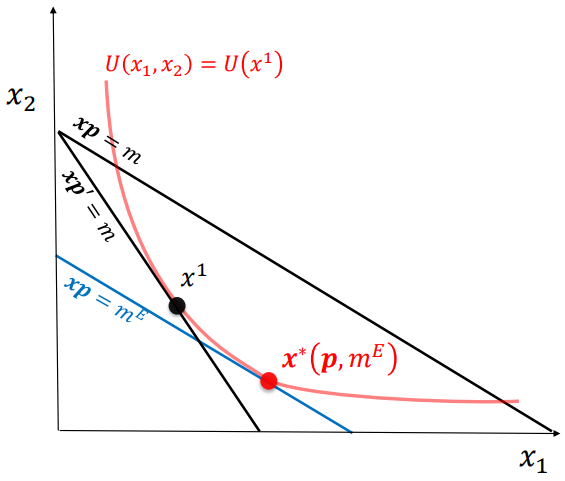 U(x₁, x₂) = U(x¹)
x₂
xp = m
xp′ = m
x¹
xp = mᴱ
x*(p, mᴱ)
x₁